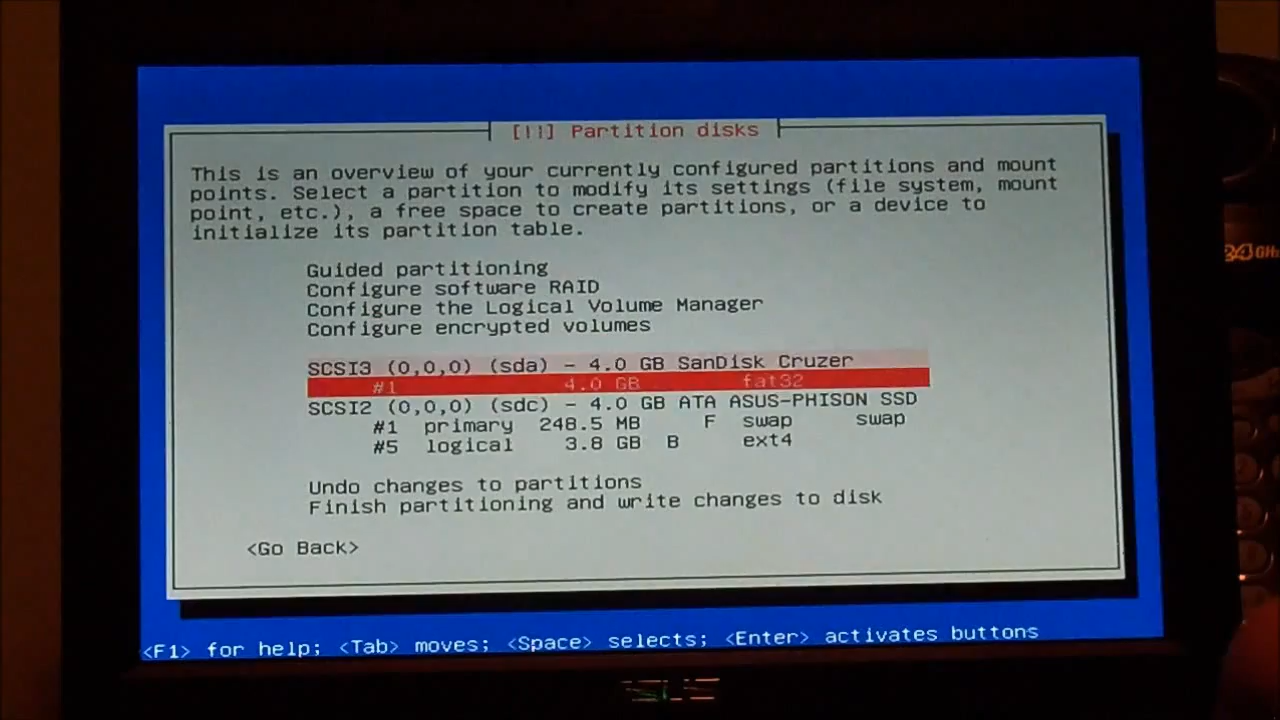 [!!] Partition disks
This is an overview of your currently configured partitions and mount
points. Select a partition to modify its settings (file system, mount
point, etc.), a free space to create partitions, or a device to
initialize its partition table.
Guided partitioning
Configure software RAID
Configure the Logical Volume Manager
Configure encrypted volumes
SCSI3 (0,0,0) (sda) - 4.0 GB SanDisk Cruzer
#1 4.0 GB fat32
SCSI2 (0,0,0) (sdc) - 4.0 GB ATA ASUS-PHISON SSD
#1 primary 248.5 MB F swap swap
#5 logical 3.8 GB B ext4
Undo changes to partitions
Finish partitioning and write changes to disk
<Go Back>
<F1> for help; <Tab> moves; <Space> selects; <Enter> activates buttons